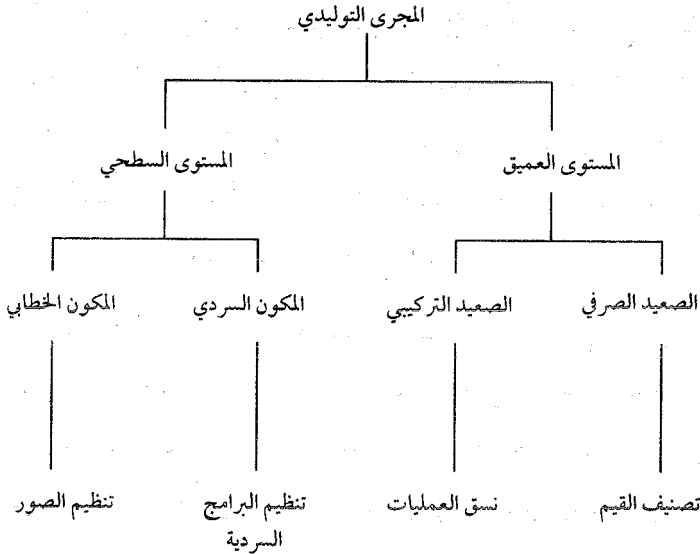 المجرى التوليدي
المستوى العميق
المستوى السطحي
الصعيد الصرفي
الصعيد التركيبي
المكون السردي
المكون الخطابي
تصنيف القيم
نسق العمليات
تنظيم البرامج
السردية
تنظيم الصور